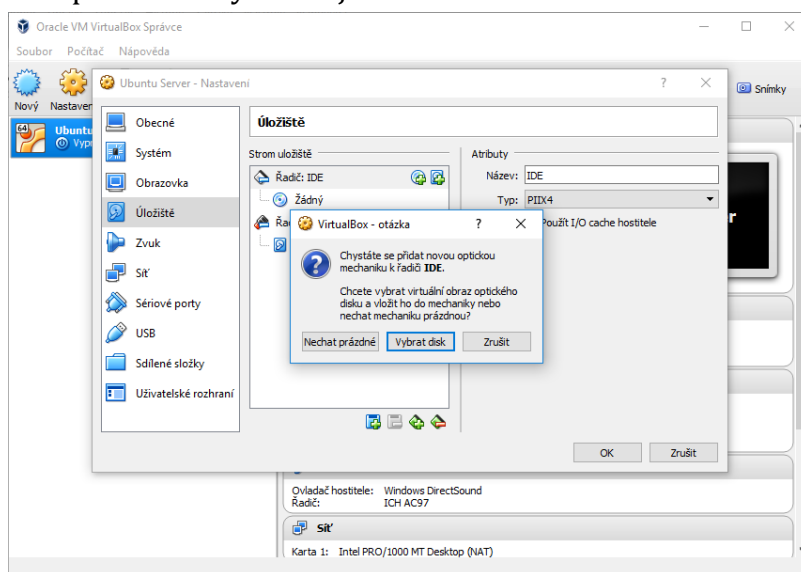 Oracle VM VirtualBox Správce
Soubor Počítač Nápověda
Nový
Snímky
64
Ubuntu Server - Nastavení
?
Obecné
Systém
Obrazovka
Úložiště
Zvuk
Síť
Sériové porty
USB
Sdílené složky
Uživatelské rozhraní
Úložiště
Strom uložiště
Řadič: IDE
Žádný
Atributy
Název: IDE
Typ: PIIX4
Použít I/O cache hostitele
VirtualBox - otázka
?
Chystáte se přidat novou optickou
mechaniku k řadiči IDE.
Chcete vybrat virtuální obraz optického
disku a vložit ho do mechaniky nebo
nechat mechaniku prázdnou?
Nechat prázdné Vybrat disk Zrušit
OK Zrušit
Ovladač hostitele: Windows DirectSound
Řadič: ICH AC97
Síť
Karta 1: Intel PRO/1000 MT Desktop (NAT)